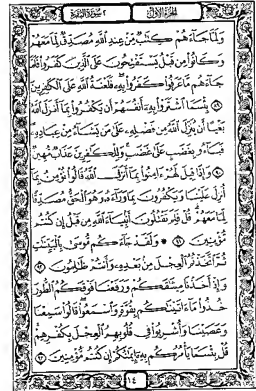 الجزء الأول
٢ سورة البقرة
ولما جاءهم كتاب من عند الله مصدق لما معهم
وكانوا من قبل يستفتحون على الذين كفروا فلما
جاءهم ما عرفوا كفروا به فلعنة الله على الكافرين
٨٩ بئسما اشتروا به أنفسهم أن يكفروا بما أنزل الله
بغيا أن ينزل الله من فضله على من يشاء من عباده
فباءو بغضب على غضب وللكافرين عذاب مهين
٩٠ وإذا قيل لهم ءامنوا بما أنزل الله قالوا نؤمن بما
أنزل علينا ويكفرون بما وراءه وهو الحق مصدقا
لما معهم قل فلم تقتلون أنبياء الله من قبل إن كنتم
مؤمنين ٩١ ولقد جاءكم موسى بالبينات
ثم اتخذتم العجل من بعده وأنتم ظالمون ٩٢
وإذ أخذنا ميثاقكم ورفعنا فوقكم الطور
خذوا ما ءاتيناكم بقوة واسمعوا قالوا سمعنا
وعصينا وأشربوا في قلوبهم العجل بكفرهم
قل بئسما يأمركم به إيمانكم إن كنتم مؤمنين ٩٣
١٤